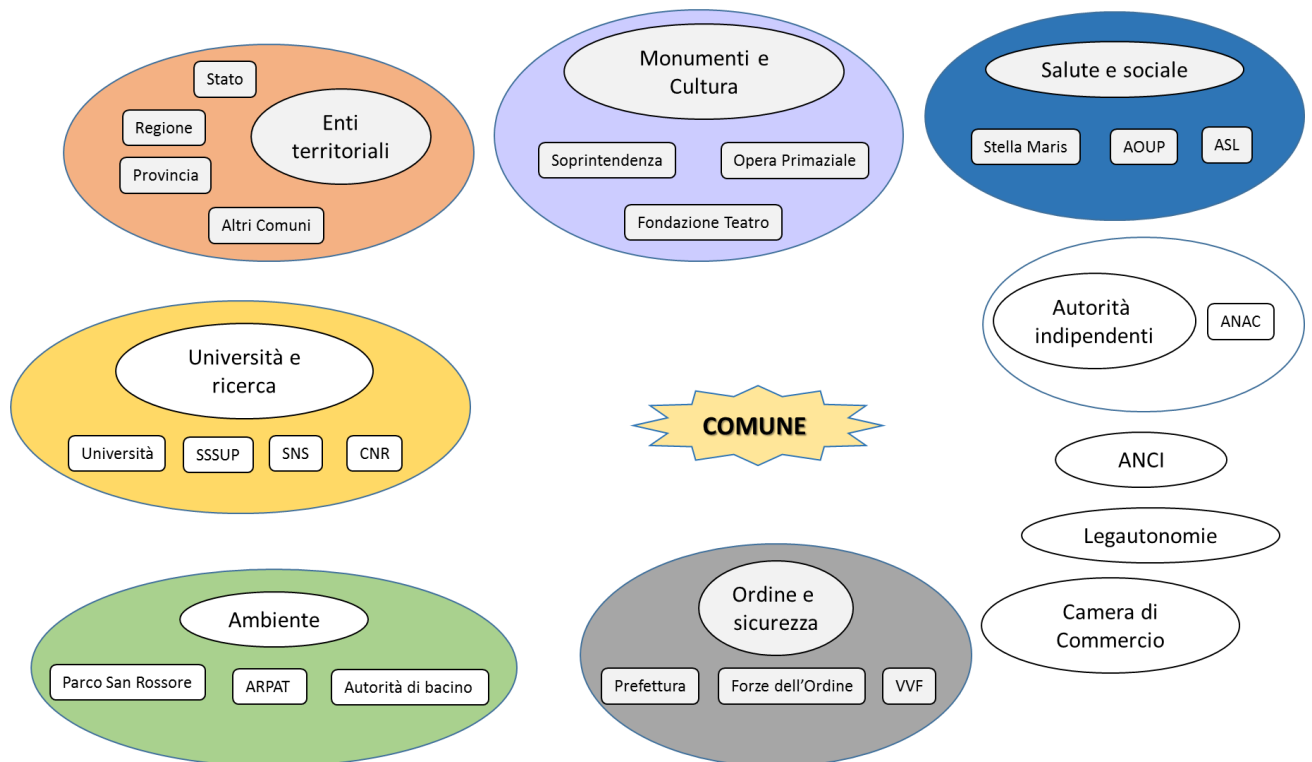 Stato
Enti
territoriali
Regione
Provincia
Altri Comuni
Monumenti e
Cultura
Soprintendenza
Opera Primaziale
Fondazione Teatro
Salute e sociale
Stella Maris
AOUP
ASL
Autorità
indipendenti
ANAC
Università e
ricerca
Università
SSSUP
SNS
CNR
COMUNE
ANCI
Legautonomie
Camera di
Commercio
Ambiente
Parco San Rossore
ARPAT
Autorità di bacino
Ordine e
sicurezza
Prefettura
Forze dell’Ordine
VVF